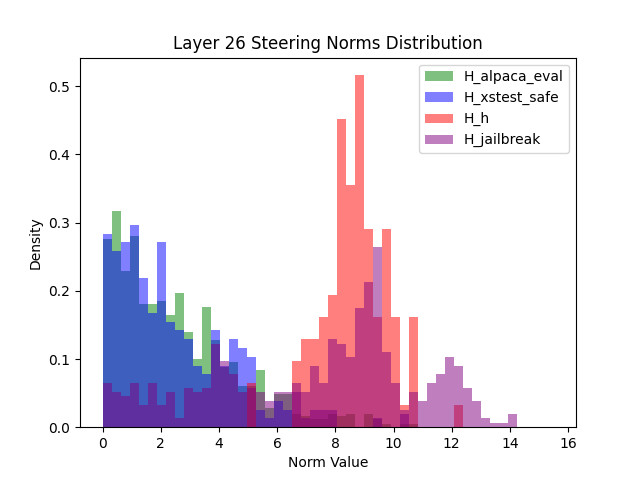 Layer 26 Steering Norms Distribution
H_alpaca_eval
H_xstest_safe
H_h
H_jailbreak
Density
0.5
0.4
0.3
0.2
0.1
0.0
0 2 4 6 8 10 12 14 16
Norm Value